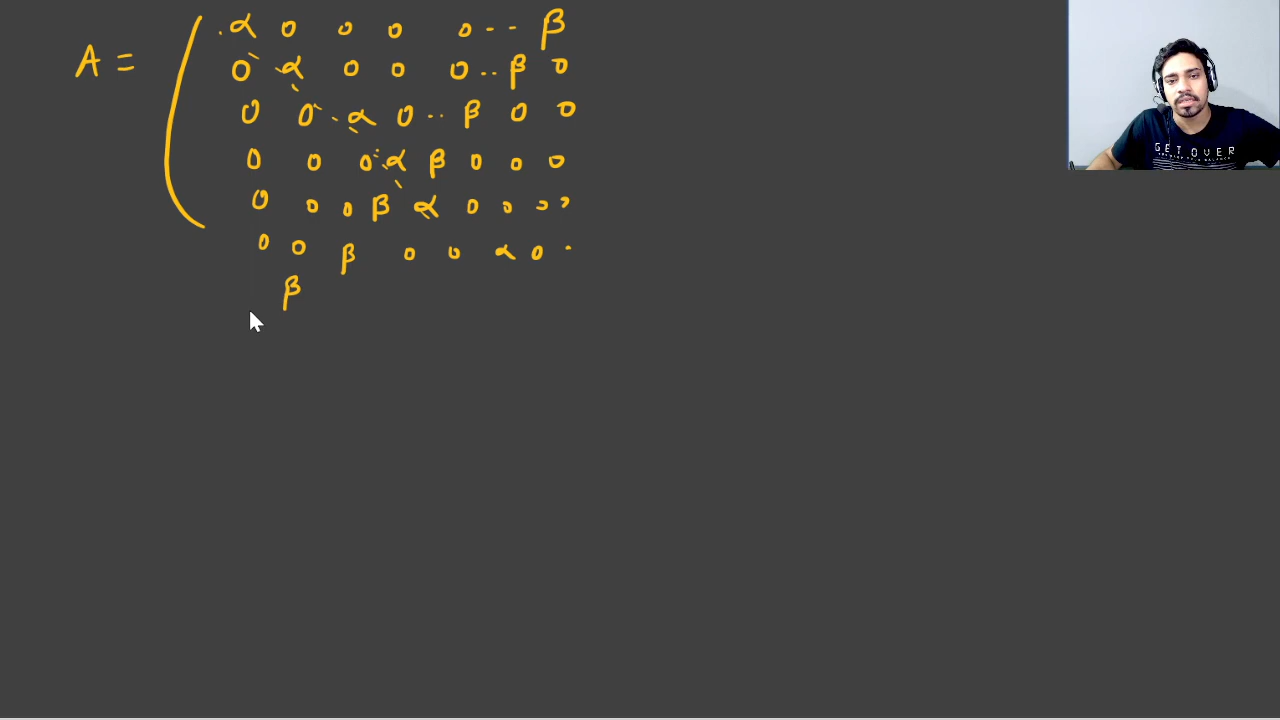 A = ( α 0 0 0 0 .. β
0 α 0 0 0 .. β 0
0 0 α 0 .. β 0 0
0 0 0 α β 0 0 0
0 0 0 β α 0 0 0 0
0 0 β 0 0 α 0 .
β
GET OVER